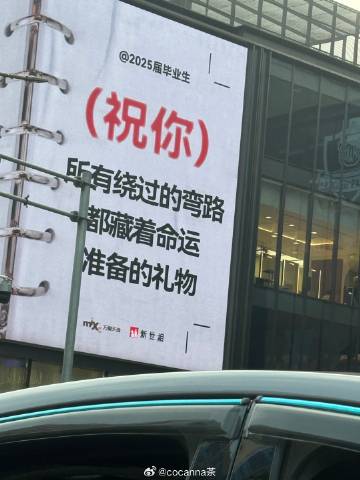 @2025届毕业生
(祝你)
所有绕过的弯路
都藏着命运
准备的礼物
新世相
@cocanna茶